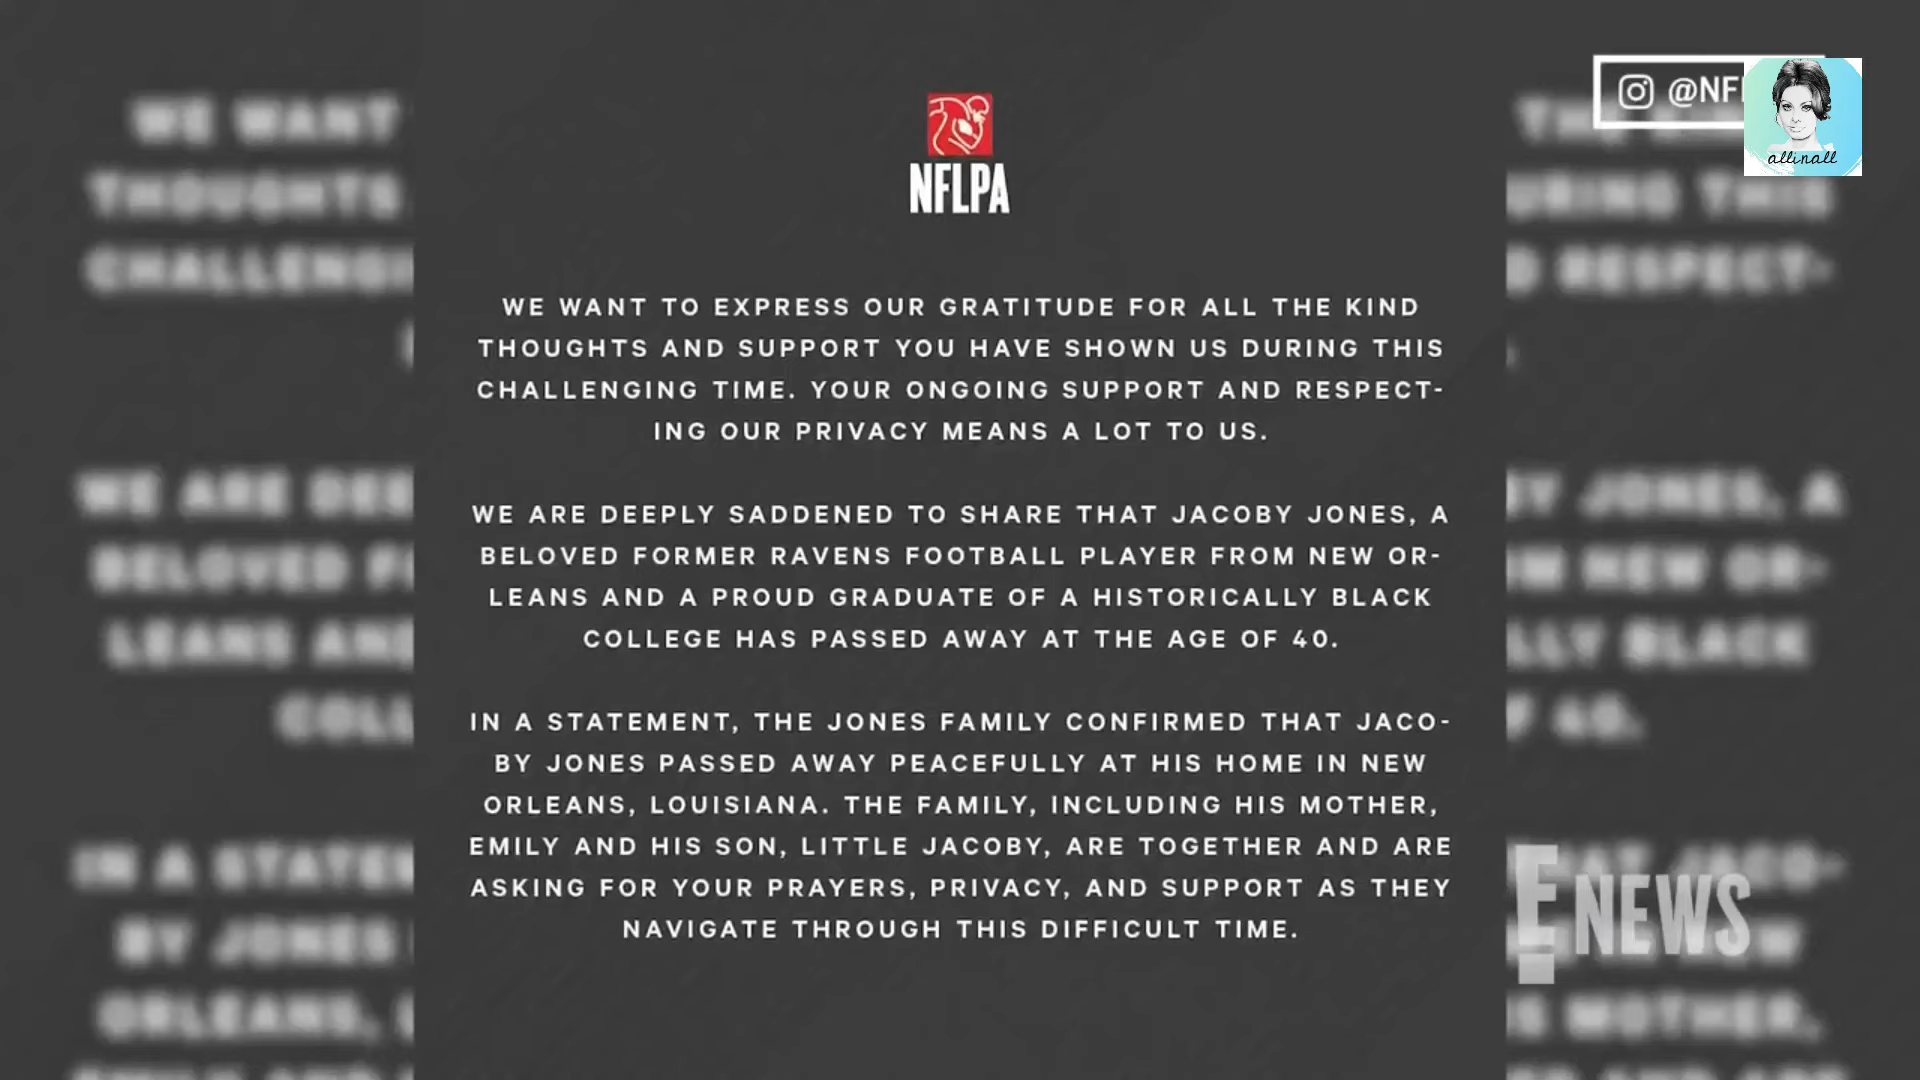 @NF
allinall
NFLPA
WE WANT TO EXPRESS OUR GRATITUDE FOR ALL THE KIND
THOUGHTS AND SUPPORT YOU HAVE SHOWN US DURING THIS
CHALLENGING TIME. YOUR ONGOING SUPPORT AND RESPECT-
ING OUR PRIVACY MEANS A LOT TO US.
WE ARE DEEPLY SADDENED TO SHARE THAT JACOBY JONES, A
BELOVED FORMER RAVENS FOOTBALL PLAYER FROM NEW OR-
LEANS AND A PROUD GRADUATE OF A HISTORICALLY BLACK
COLLEGE HAS PASSED AWAY AT THE AGE OF 40.
IN A STATEMENT, THE JONES FAMILY CONFIRMED THAT JACO-
BY JONES PASSED AWAY PEACEFULLY AT HIS HOME IN NEW
ORLEANS, LOUISIANA. THE FAMILY, INCLUDING HIS MOTHER,
EMILY AND HIS SON, LITTLE JACOBY, ARE TOGETHER AND ARE
ASKING FOR YOUR PRAYERS, PRIVACY, AND SUPPORT AS THEY
NAVIGATE THROUGH THIS DIFFICULT TIME.
E NEWS